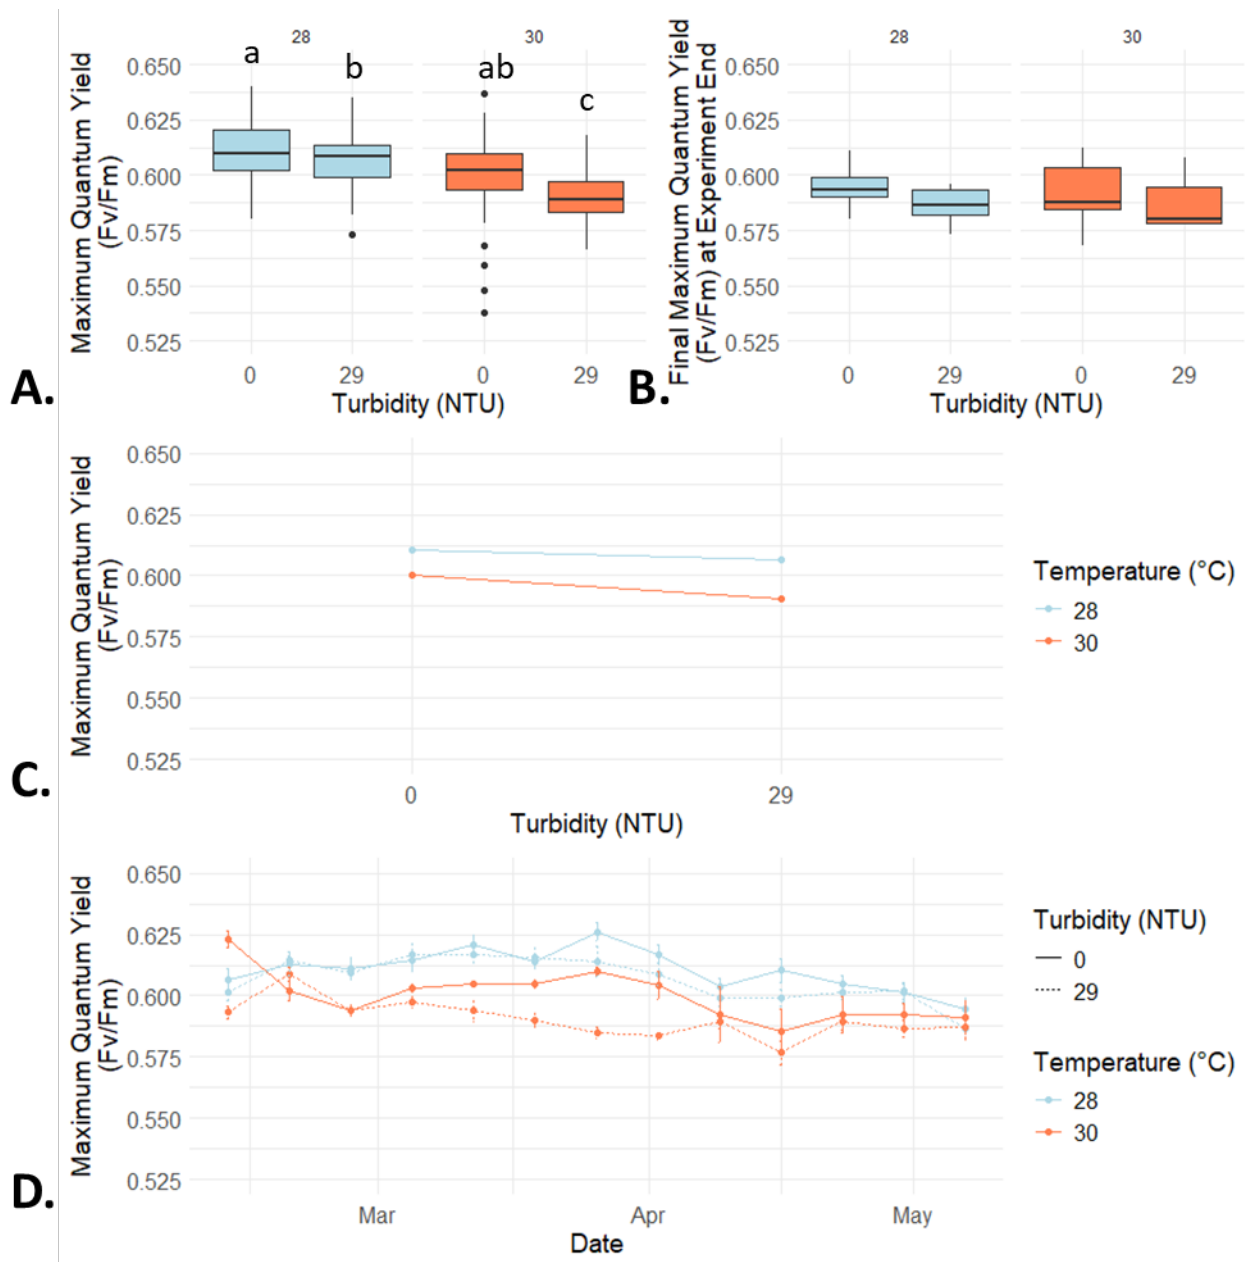 28
30
a
b
ab
c
0.650
0.625
0.600
0.575
0.550
0.525
Maximum Quantum Yield
(Fv/Fm)
0
29
0
29
Turbidity (NTU)
A.
28
30
0.650
0.625
0.600
0.575
0.550
0.525
Final Maximum Quantum Yield
(Fv/Fm) at Experiment End
0
29
0
29
Turbidity (NTU)
B.
0.650
0.625
0.600
0.575
0.550
0.525
Maximum Quantum Yield
(Fv/Fm)
0
29
Turbidity (NTU)
C.
Temperature (°C)
28
30
0.650
0.625
0.600
0.575
0.550
0.525
Maximum Quantum Yield
(Fv/Fm)
Mar
Apr
May
Date
D.
Turbidity (NTU)
0
29
Temperature (°C)
28
30